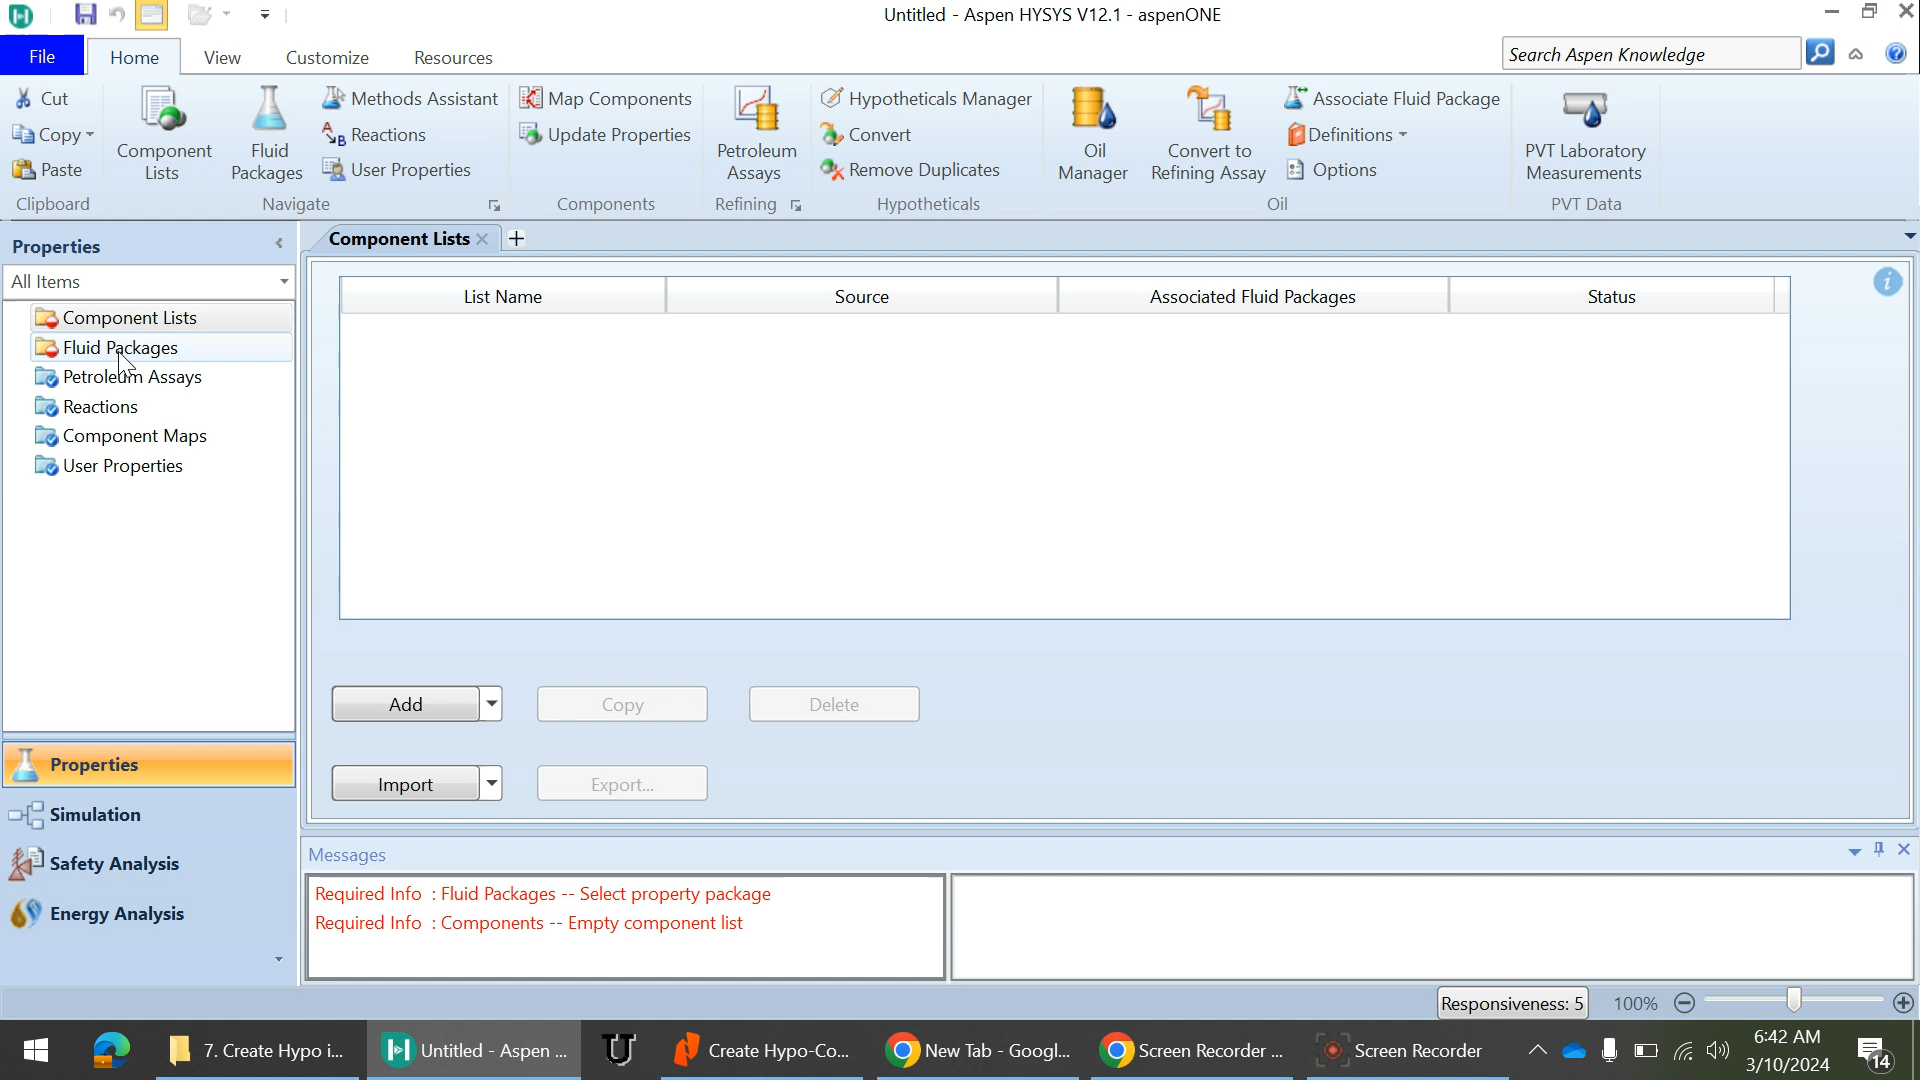 Untitled - Aspen HYSYS V12.1 - aspenONE
File Home View Customize Resources
Search Aspen Knowledge
Cut
Copy
Paste
Clipboard
Component Lists
Fluid Packages
Methods Assistant
Reactions
User Properties
Navigate
Map Components
Update Properties
Components
Petroleum Assays
Refining
Hypotheticals Manager
Convert
Remove Duplicates
Hypotheticals
Oil Manager
Convert to Refining Assay
Associate Fluid Package
Definitions
Options
Oil
PVT Laboratory Measurements
PVT Data
Properties
All Items
Component Lists
Fluid Packages
Petroleum Assays
Reactions
Component Maps
User Properties
Properties
Simulation
Safety Analysis
Energy Analysis
Component Lists
List Name Source Associated Fluid Packages Status
Add Copy Delete
Import Export...
Messages
Required Info : Fluid Packages -- Select property package
Required Info : Components -- Empty component list
Responsiveness: 5 100%
7. Create Hypo i...
Untitled - Aspen ...
Create Hypo-Co...
New Tab - Googl...
Screen Recorder ...
Screen Recorder
6:42 AM
3/10/2024
14